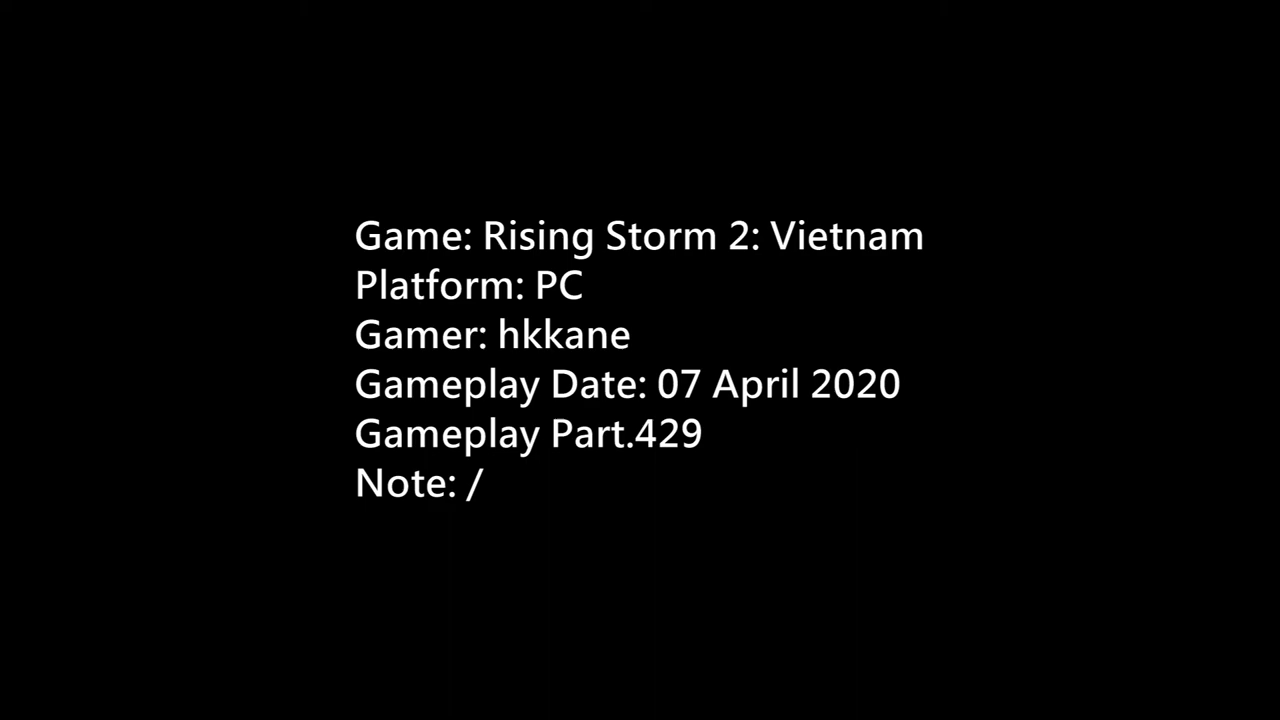 Game: Rising Storm 2: Vietnam
Platform: PC
Gamer: hkkane
Gameplay Date: 07 April 2020
Gameplay Part.429
Note: /